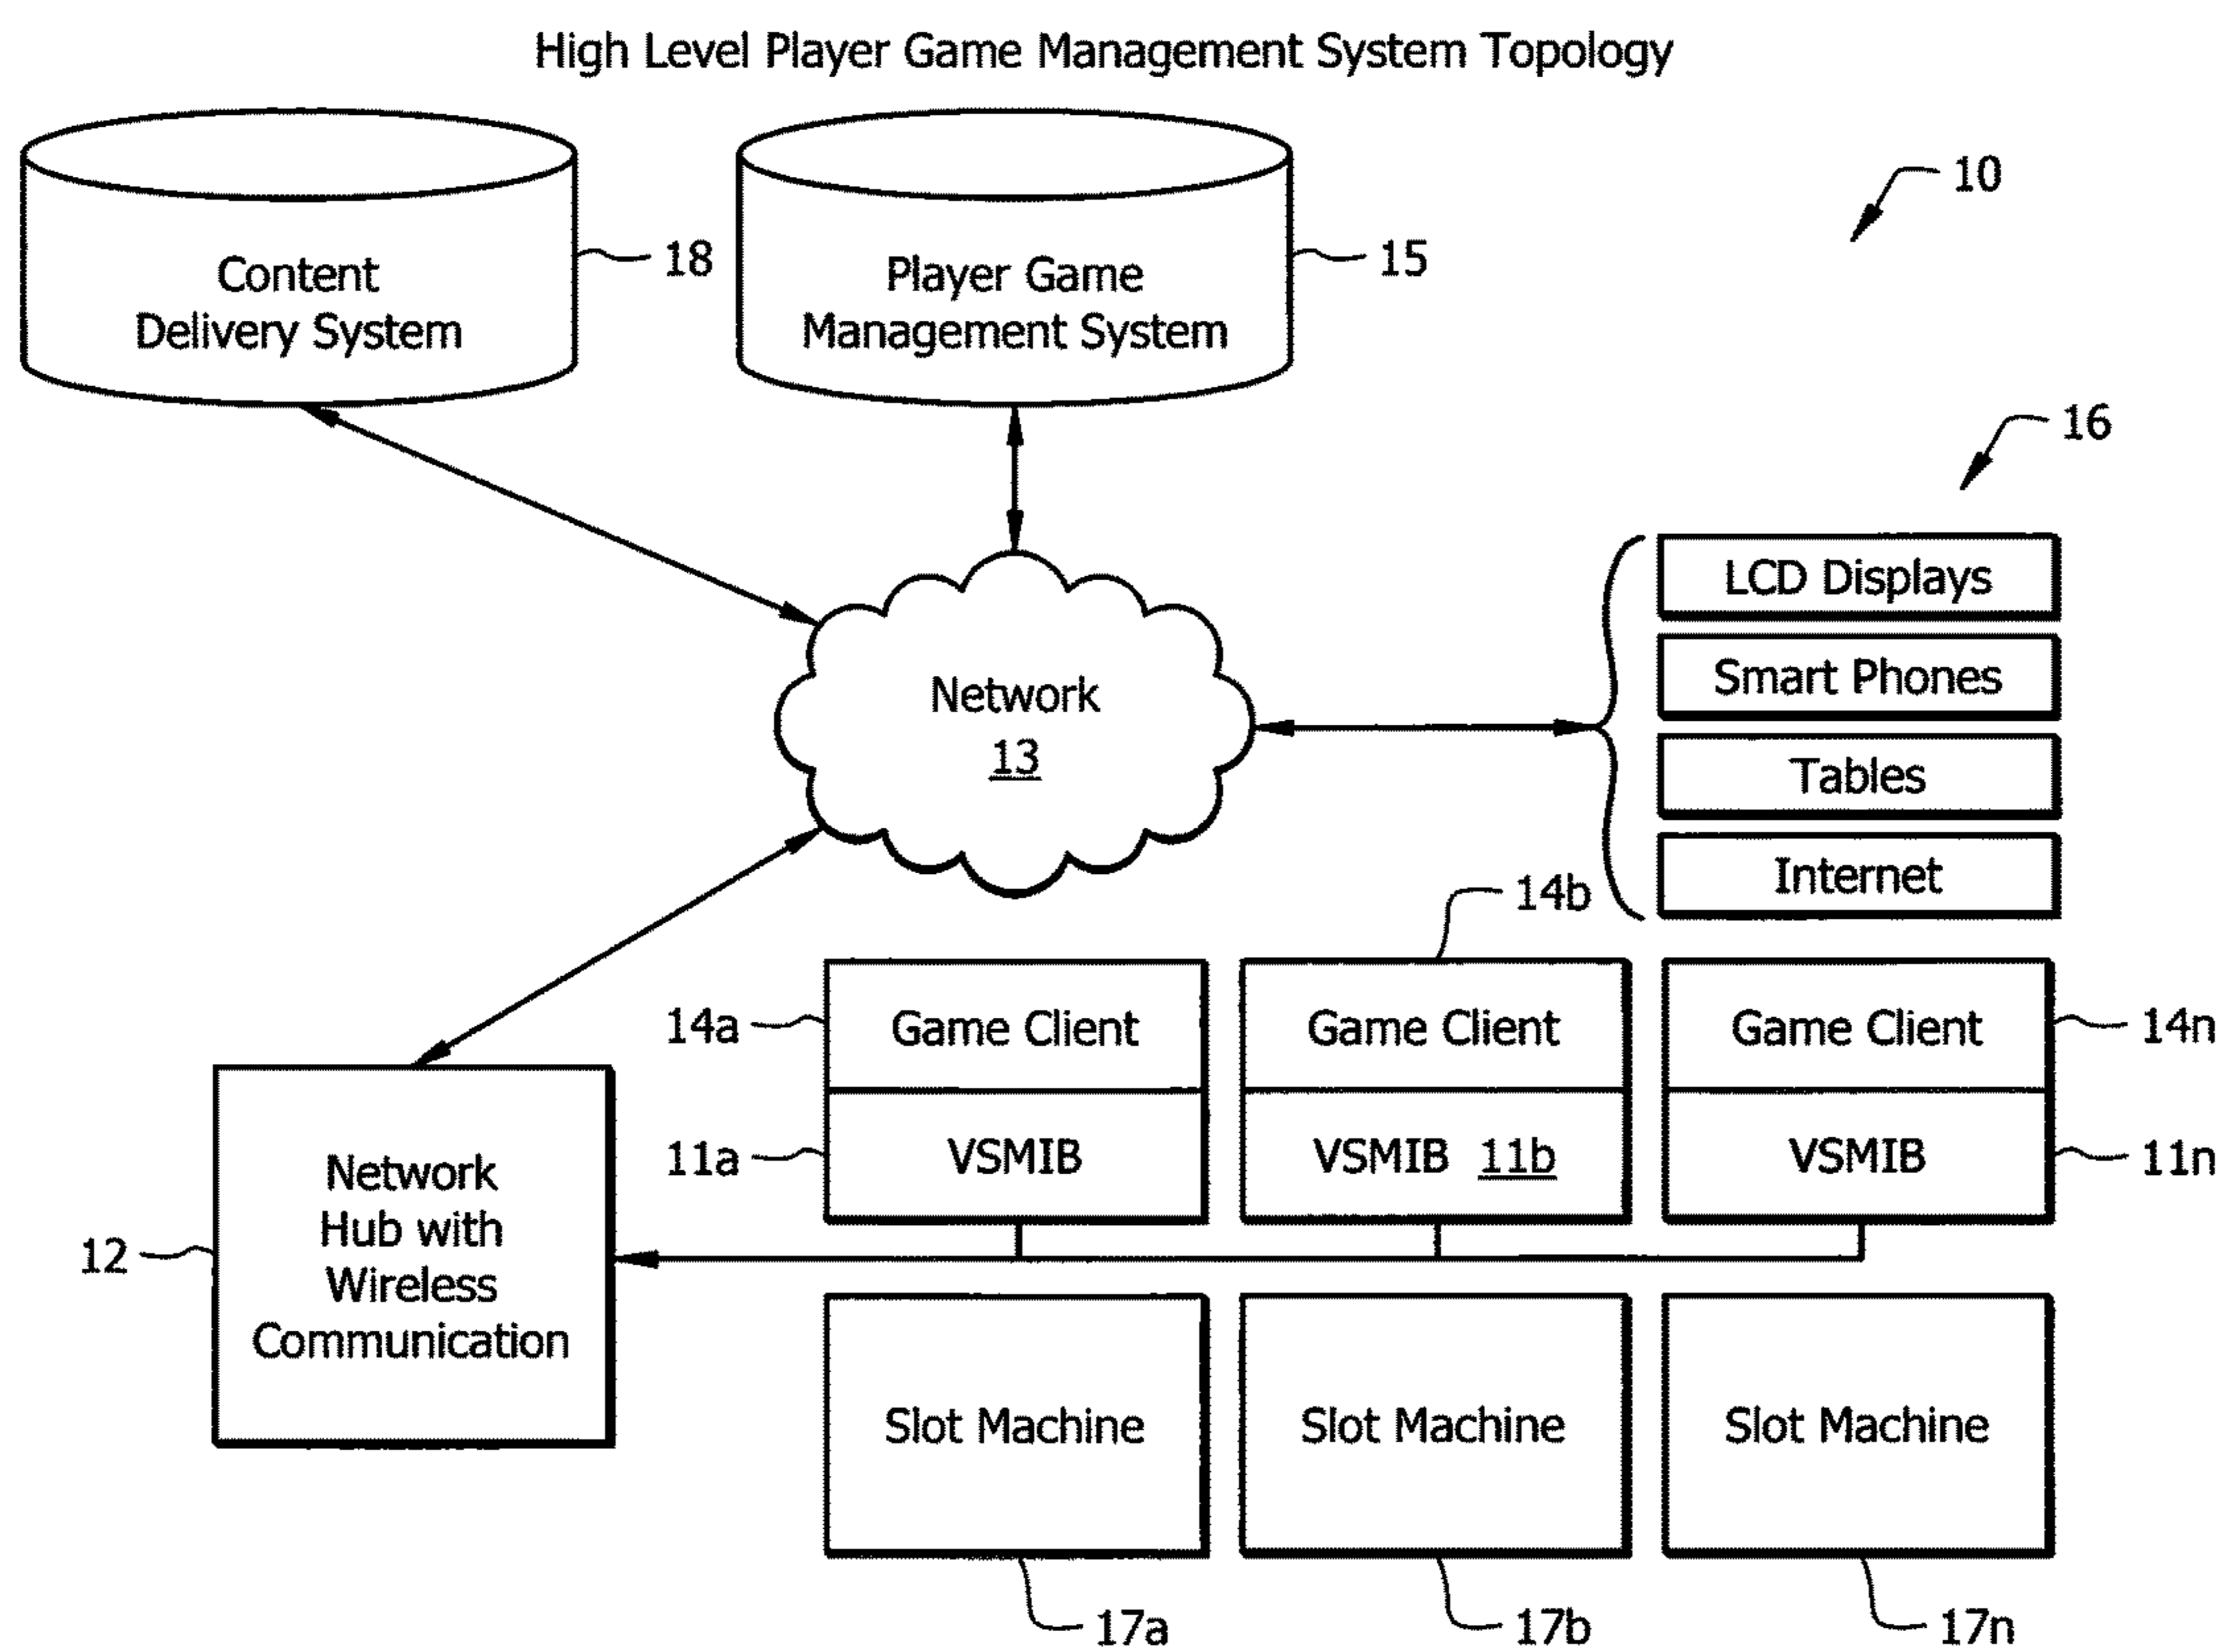 High Level Player Game Management System Topology
10
Content
Delivery System
18
Player Game
Management System
15
16
LCD Displays
Smart Phones
Tables
Internet
Network
13
14b
14a
Game Client
Game Client
Game Client
14n
11a
VSMIB
VSMIB 11b
VSMIB
11n
12
Network
Hub with
Wireless
Communication
Slot Machine
Slot Machine
Slot Machine
17a
17b
17n